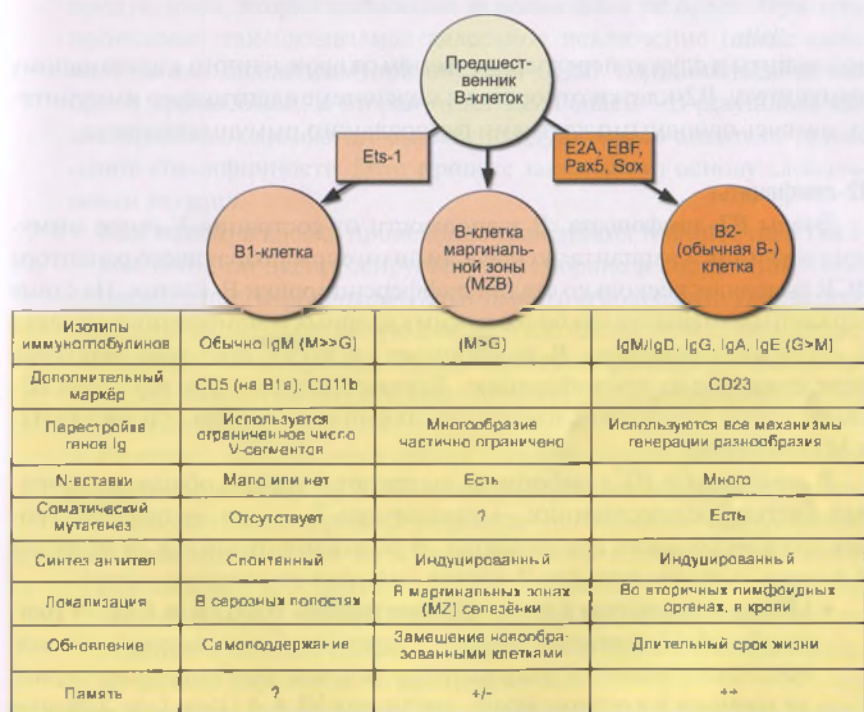 Предшест-
венник
В-клеток
Ets-1
E2A, EBF,
Pax5, Sox
В1-клетка
В-клетка
маргиналь-
ной зоны
(MZB)
В2-
(обычная В-)
клетка
Изотипы
иммуноглобулинов
Обычно IgM (M>>G)
(M>G)
IgM/IgD, IgG, IgA, IgE (G>M)
Дополнительный
маркёр
CD5 (на B1a), CD11b
-
CD23
Перестройка
генов Ig
Используется
ограниченное число
V-сегментов
Многообразие
частично ограничено
Используются все механизмы
генерации разнообразия
N-вставки
Мало или нет
Есть
Много
Соматический
мутагенез
Отсутствует
?
Есть
Синтез антител
Спонтанный
Индуцированный
Индуцированный
Локализация
В серозных полостях
В маргинальных зонах
(MZ) селезёнки
Во вторичных лимфоидных
органах, в крови
Обновление
Самоподдержание
Замещение новообра-
зованными клетками
Длительный срок жизни
Память
?
+/-
++